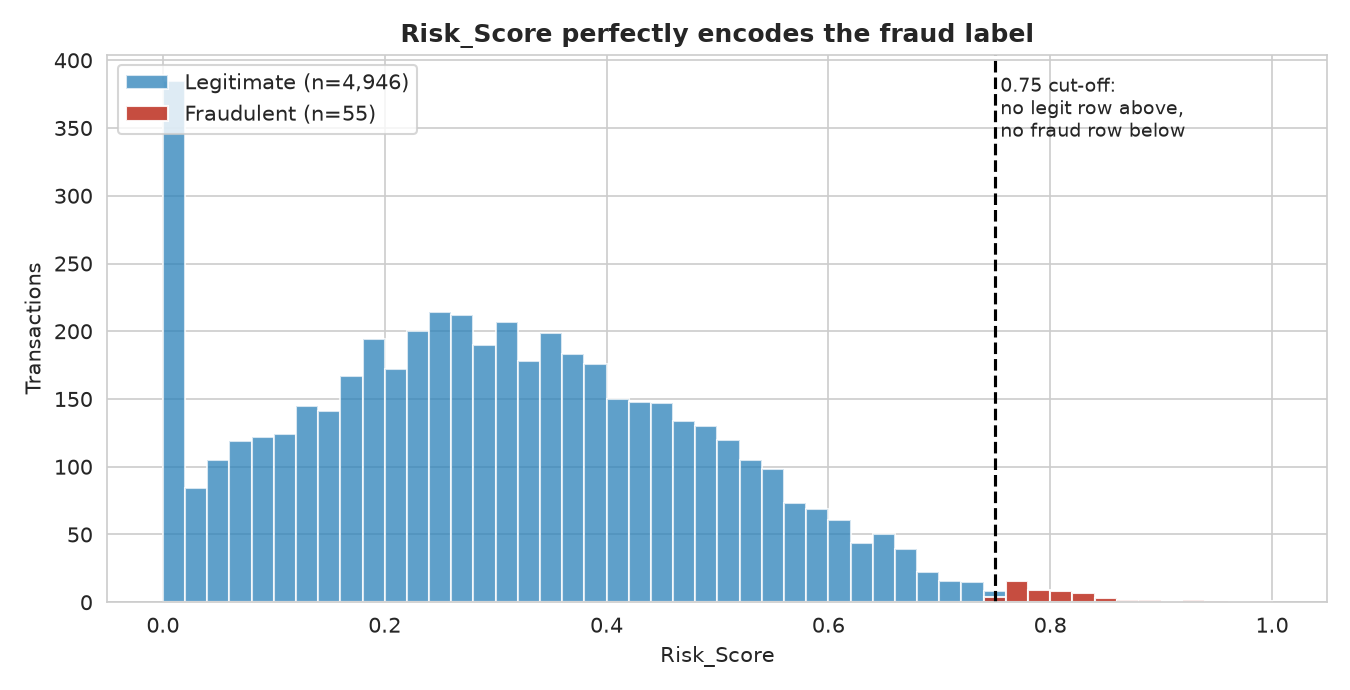 Risk_Score perfectly encodes the fraud label
400
350
300
250
200
150
100
50
0
Transactions
Legitimate (n=4,946)
Fraudulent (n=55)
0.75 cut-off:
no legit row above,
no fraud row below
0.0 0.2 0.4 0.6 0.8 1.0
Risk_Score